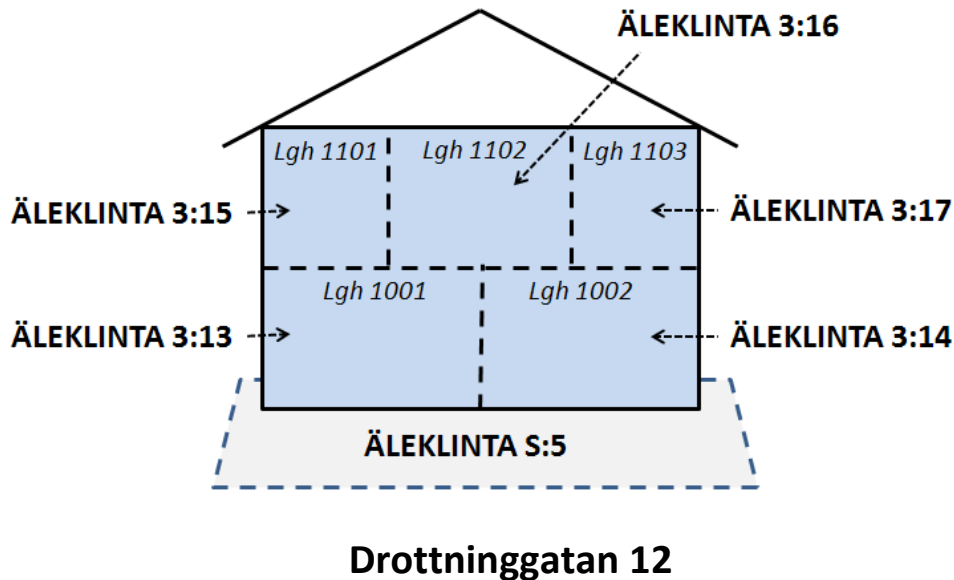 ÄLEKLINTA 3:16
Lgh 1101 Lgh 1102 Lgh 1103
ÄLEKLINTA 3:15 ÄLEKLINTA 3:17
Lgh 1001 Lgh 1002
ÄLEKLINTA 3:13 ÄLEKLINTA 3:14
ÄLEKLINTA S:5
Drottninggatan 12